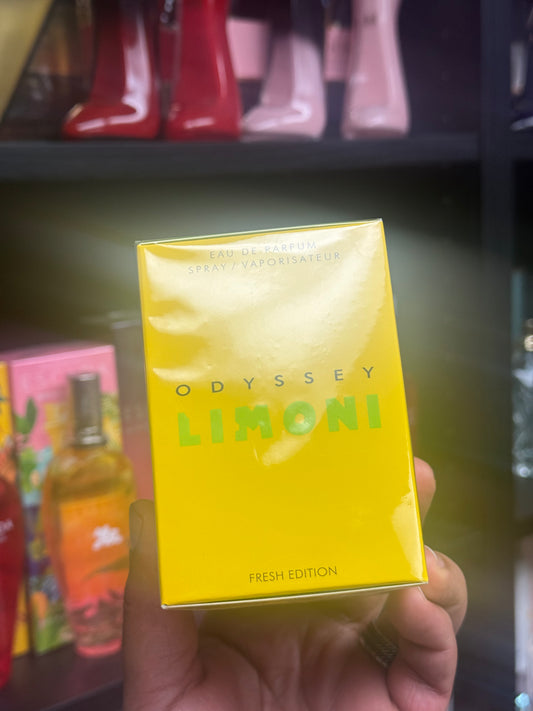 EAU DE PARFUM
SPRAY / VAPORISATEUR
ODYSSEY
LIMONI
FRESH EDITION